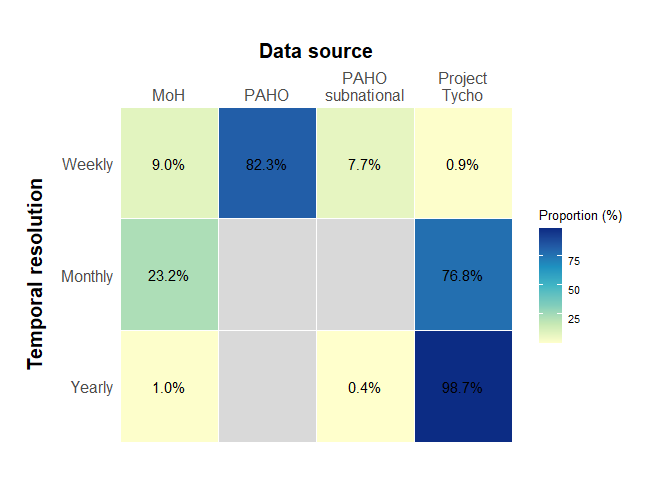 Data source
MoH
PAHO
PAHO
subnational
Project
Tycho
Temporal resolution
Weekly
9.0%
82.3%
7.7%
0.9%
Monthly
23.2%
76.8%
Yearly
1.0%
0.4%
98.7%
Proportion (%)
75
50
25